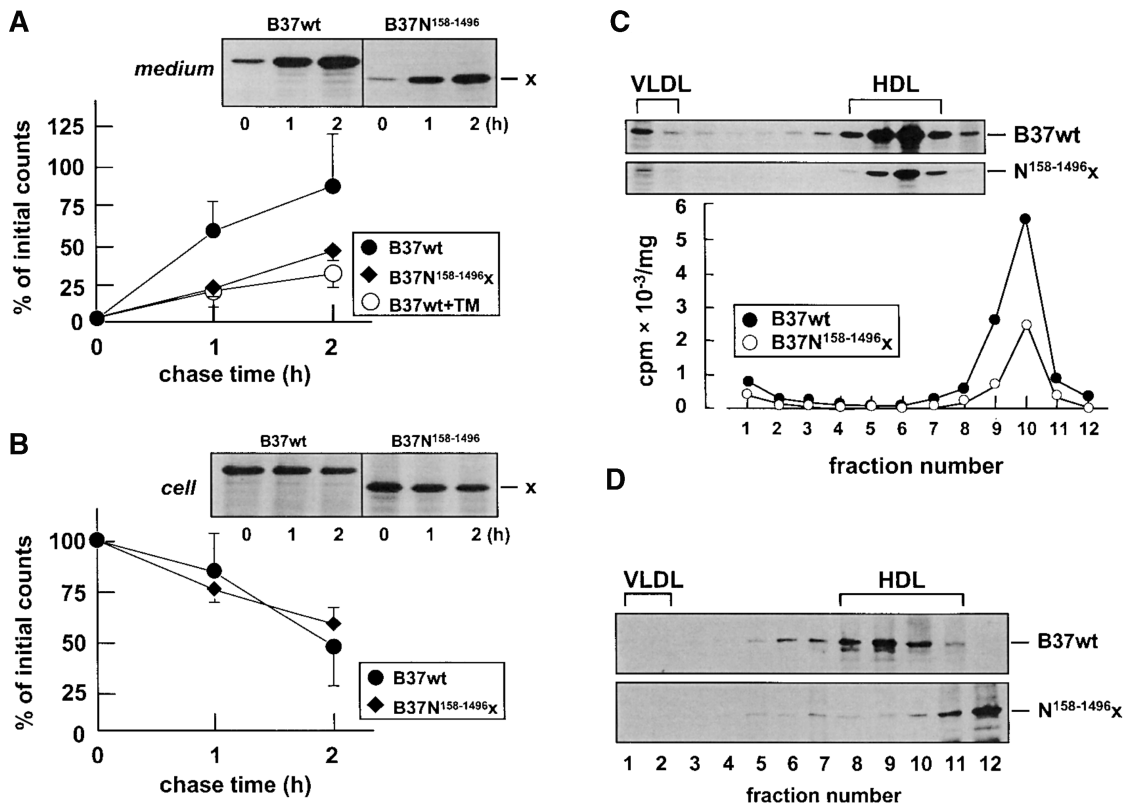 A
B37wt B37N158-1496
medium
x
0 1 2 0 1 2 (h)
% of initial counts
125
100
75
50
25
0
B37wt
B37N158-1496x
B37wt+TM
0 1 2
chase time (h)
B
B37wt B37N158-1496
cell
x
0 1 2 0 1 2 (h)
% of initial counts
100
75
50
25
0
B37wt
B37N158-1496x
0 1 2
chase time (h)
C
VLDL HDL
B37wt
N158-1496x
cpm × 10-3/mg
6
5
4
3
2
1
0
B37wt
B37N158-1496x
1 2 3 4 5 6 7 8 9 10 11 12
fraction number
D
VLDL HDL
B37wt
N158-1496x
1 2 3 4 5 6 7 8 9 10 11 12
fraction number